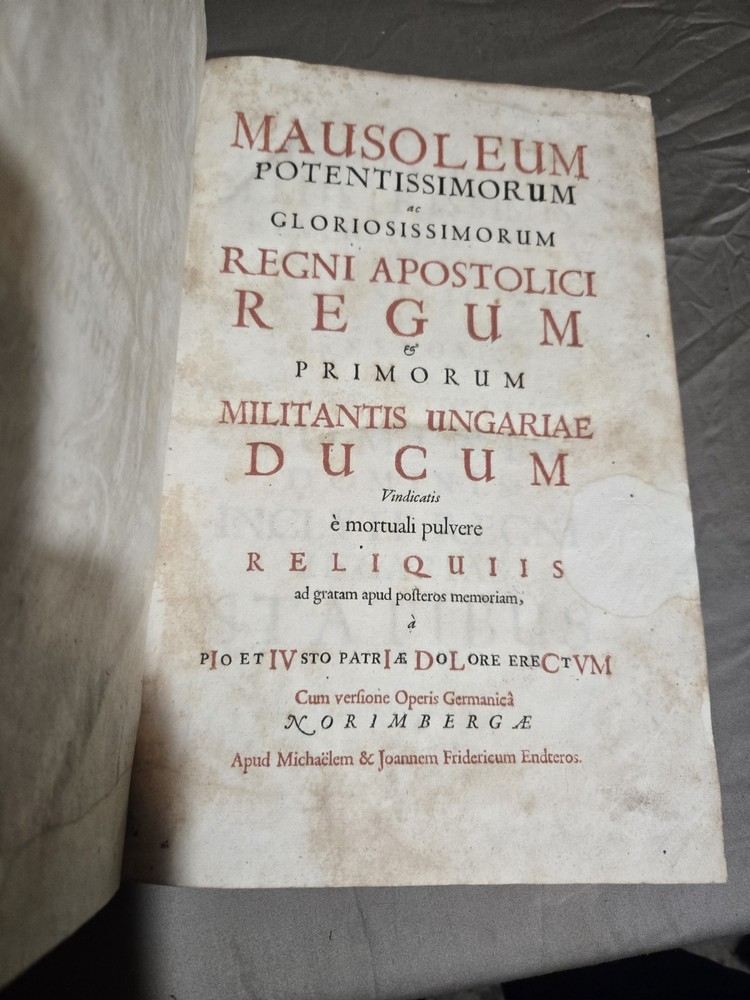 MAUSOLEUM
POTENTISSIMORUM
ac
GLORIOSISSIMORUM
REGNI APOSTOLICI
REGUM
&
PRIMORUM
MILITANTIS UNGARIAE
DUCUM
Vindicatis
è mortuali pulvere
RELIQUIIS
ad gratam apud poſteros memoriam,
à
PIO ET IVSTO PATRIÆ DOLORE ERECTVM
Cum verſione Operis Germanicâ
NORIMBERGÆ
Apud Michaëlem & Joannem Fridericum Endteros.